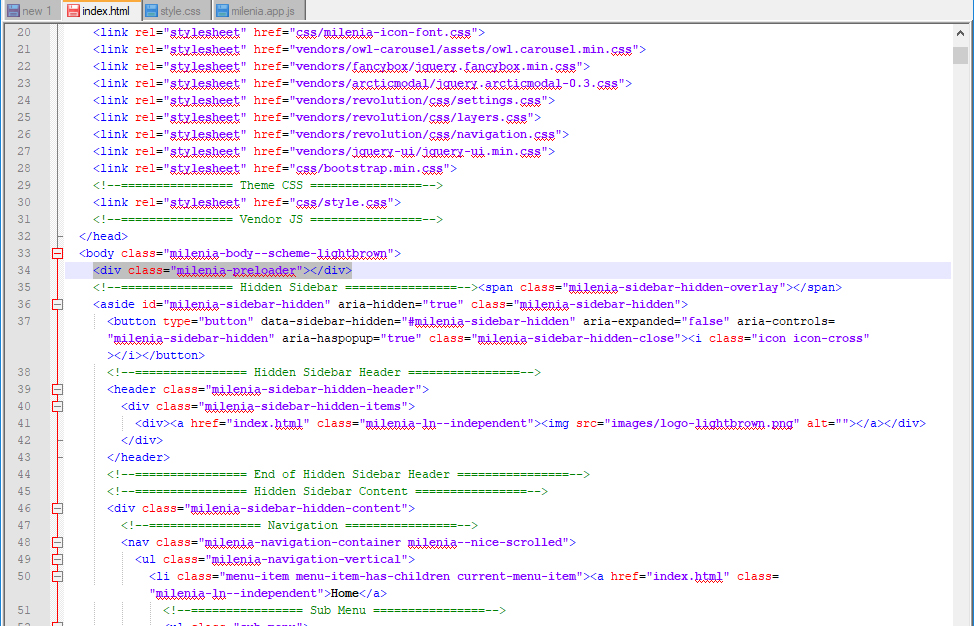 new 1 index.html style.css milenia.app.js
20 <link rel="stylesheet" href="css/milenia-icon-font.css">
21 <link rel="stylesheet" href="vendors/owl-carousel/assets/owl.carousel.min.css">
22 <link rel="stylesheet" href="vendors/fancybox/jquery.fancybox.min.css">
23 <link rel="stylesheet" href="vendors/arcticmodal/jquery.arcticmodal-0.3.css">
24 <link rel="stylesheet" href="vendors/revolution/css/settings.css">
25 <link rel="stylesheet" href="vendors/revolution/css/layers.css">
26 <link rel="stylesheet" href="vendors/revolution/css/navigation.css">
27 <link rel="stylesheet" href="vendors/jquery-ui/jquery-ui.min.css">
28 <link rel="stylesheet" href="css/bootstrap.min.css">
29 <!--================ Theme CSS ================-->
30 <link rel="stylesheet" href="css/style.css">
31 <!--================ Vendor JS ================-->
32 </head>
33 <body class="milenia-body--scheme-lightbrown">
34 <div class="milenia-preloader"></div>
35 <!--================ Hidden Sidebar ================--><span class="milenia-sidebar-hidden-overlay"></span>
36 <aside id="milenia-sidebar-hidden" aria-hidden="true" class="milenia-sidebar-hidden">
37 <button type="button" data-sidebar-hidden="#milenia-sidebar-hidden" aria-expanded="false" aria-controls=
"milenia-sidebar-hidden" aria-haspopup="true" class="milenia-sidebar-hidden-close"><i class="icon icon-cross"
></i></button>
38 <!--================ Hidden Sidebar Header ================-->
39 <header class="milenia-sidebar-hidden-header">
40 <div class="milenia-sidebar-hidden-items">
41 <div><a href="index.html" class="milenia-ln--independent"><img src="images/logo-lightbrown.png" alt=""></a></div>
42 </div>
43 </header>
44 <!--================ End of Hidden Sidebar Header ================-->
45 <!--================ Hidden Sidebar Content ================-->
46 <div class="milenia-sidebar-hidden-content">
47 <!--================ Navigation ================-->
48 <nav class="milenia-navigation-container milenia--nice-scrolled">
49 <ul class="milenia-navigation-vertical">
50 <li class="menu-item menu-item-has-children current-menu-item"><a href="index.html" class=
"milenia-ln--independent">Home</a>
51 <!--================ Sub Menu ================-->